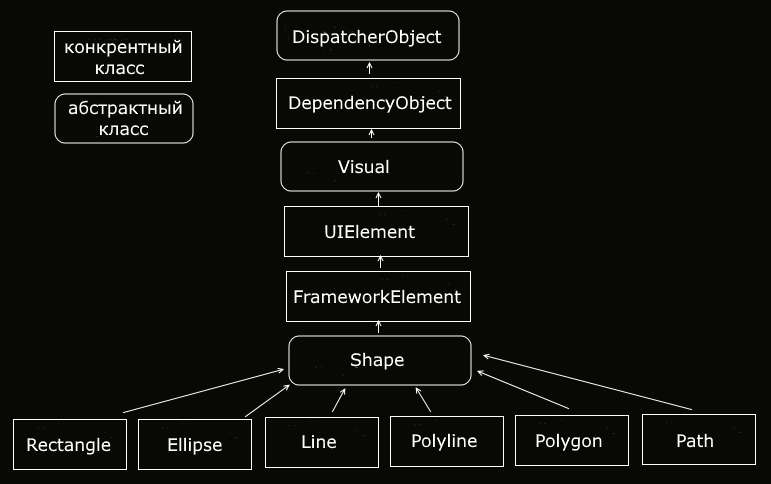 конкрентный
класс
абстрактный
класс
DispatcherObject
DependencyObject
Visual
UIElement
FrameworkElement
Shape
Rectangle
Ellipse
Line
Polyline
Polygon
Path